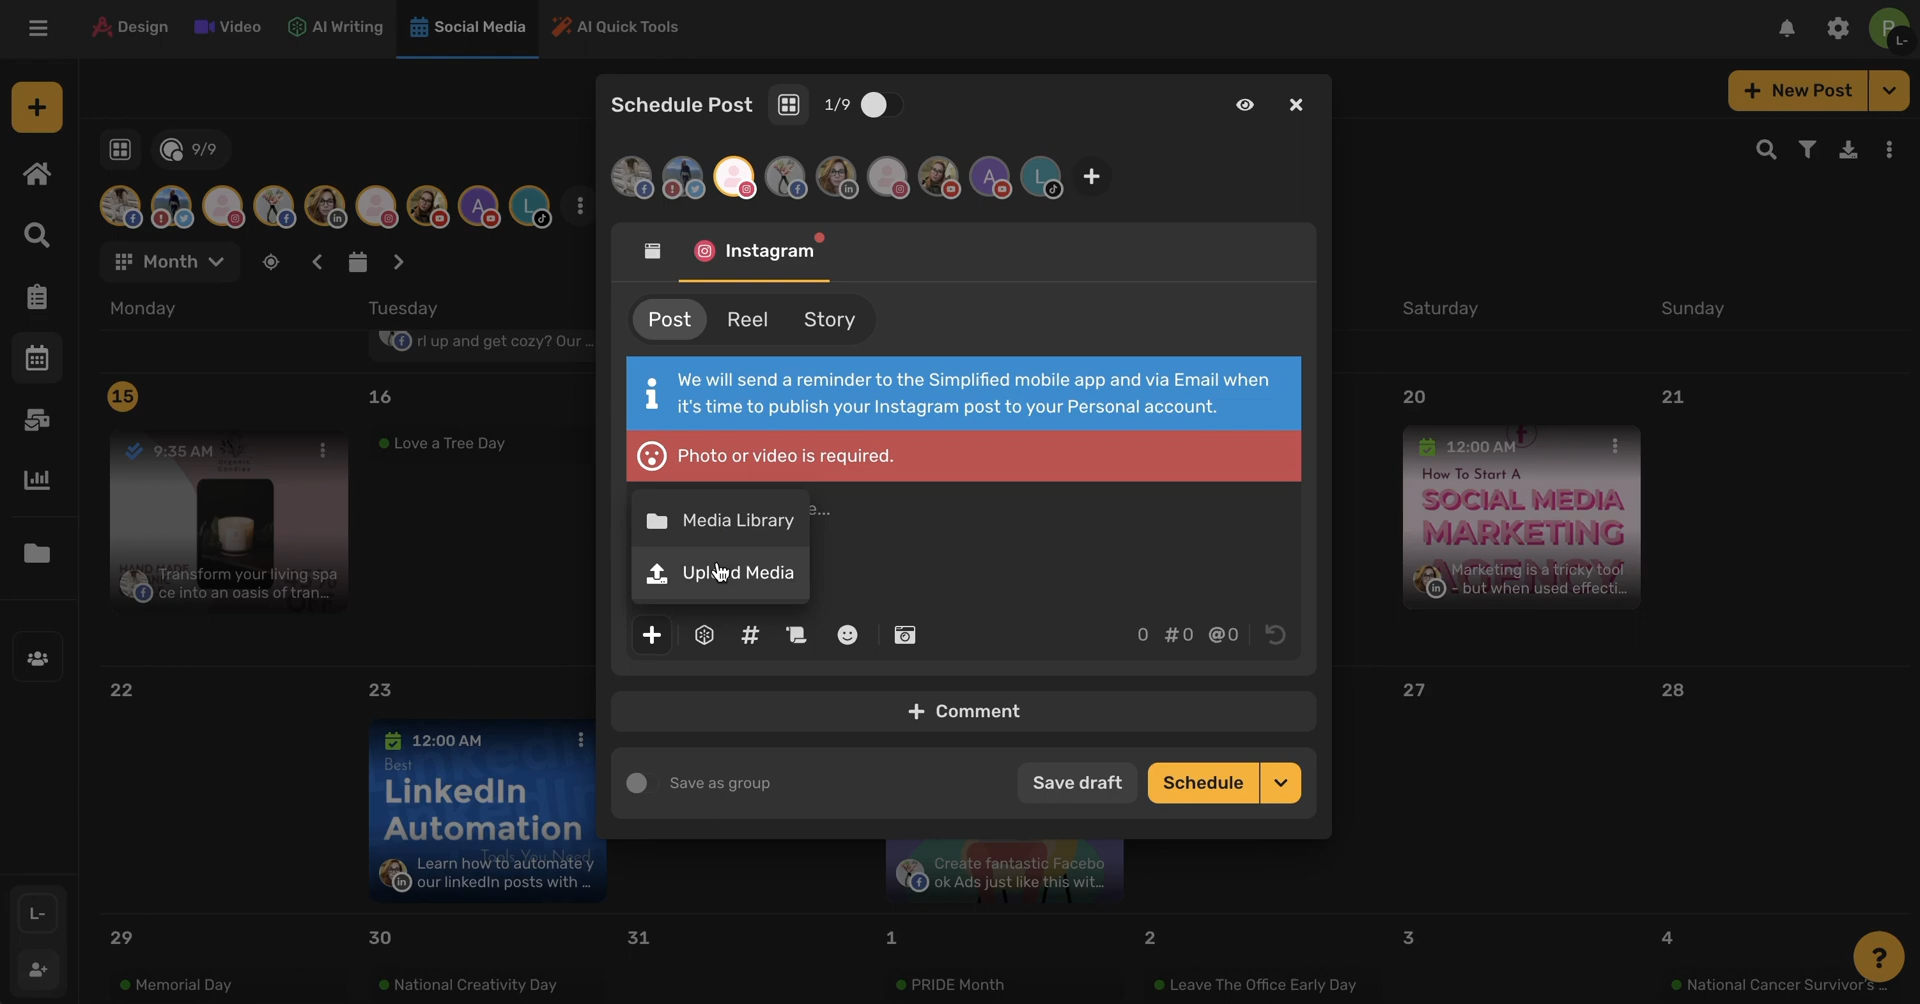 Design
Video
AI Writing
Social Media
AI Quick Tools
P
L-
New Post
9/9
A
L
Month
Monday
Tuesday
Saturday
Sunday
rl up and get cozy? Our ...
15
16
20
21
9:35 AM
Love a Tree Day
Transform your living spa
ce into an oasis of tran...
12:00 AM
How To Start A
SOCIAL MEDIA
MARKETING
AGENCY
Marketing is a tricky tool
- but when used effecti...
22
23
27
28
12:00 AM
Best
LinkedIn
Automation
Tools You Need
Learn how to automate y
our linkedIn posts with ...
Create fantastic Facebo
ok Ads just like this wit...
29
30
31
1
2
3
4
Memorial Day
National Creativity Day
PRIDE Month
Leave The Office Early Day
National Cancer Survivor's ...
L-
?
Schedule Post
1/9
A
L
Instagram
Post
Reel
Story
We will send a reminder to the Simplified mobile app and via Email when
it's time to publish your Instagram post to your Personal account.
Photo or video is required.
e...
Media Library
Upload Media
0 #0 @0
Comment
Save as group
Save draft
Schedule